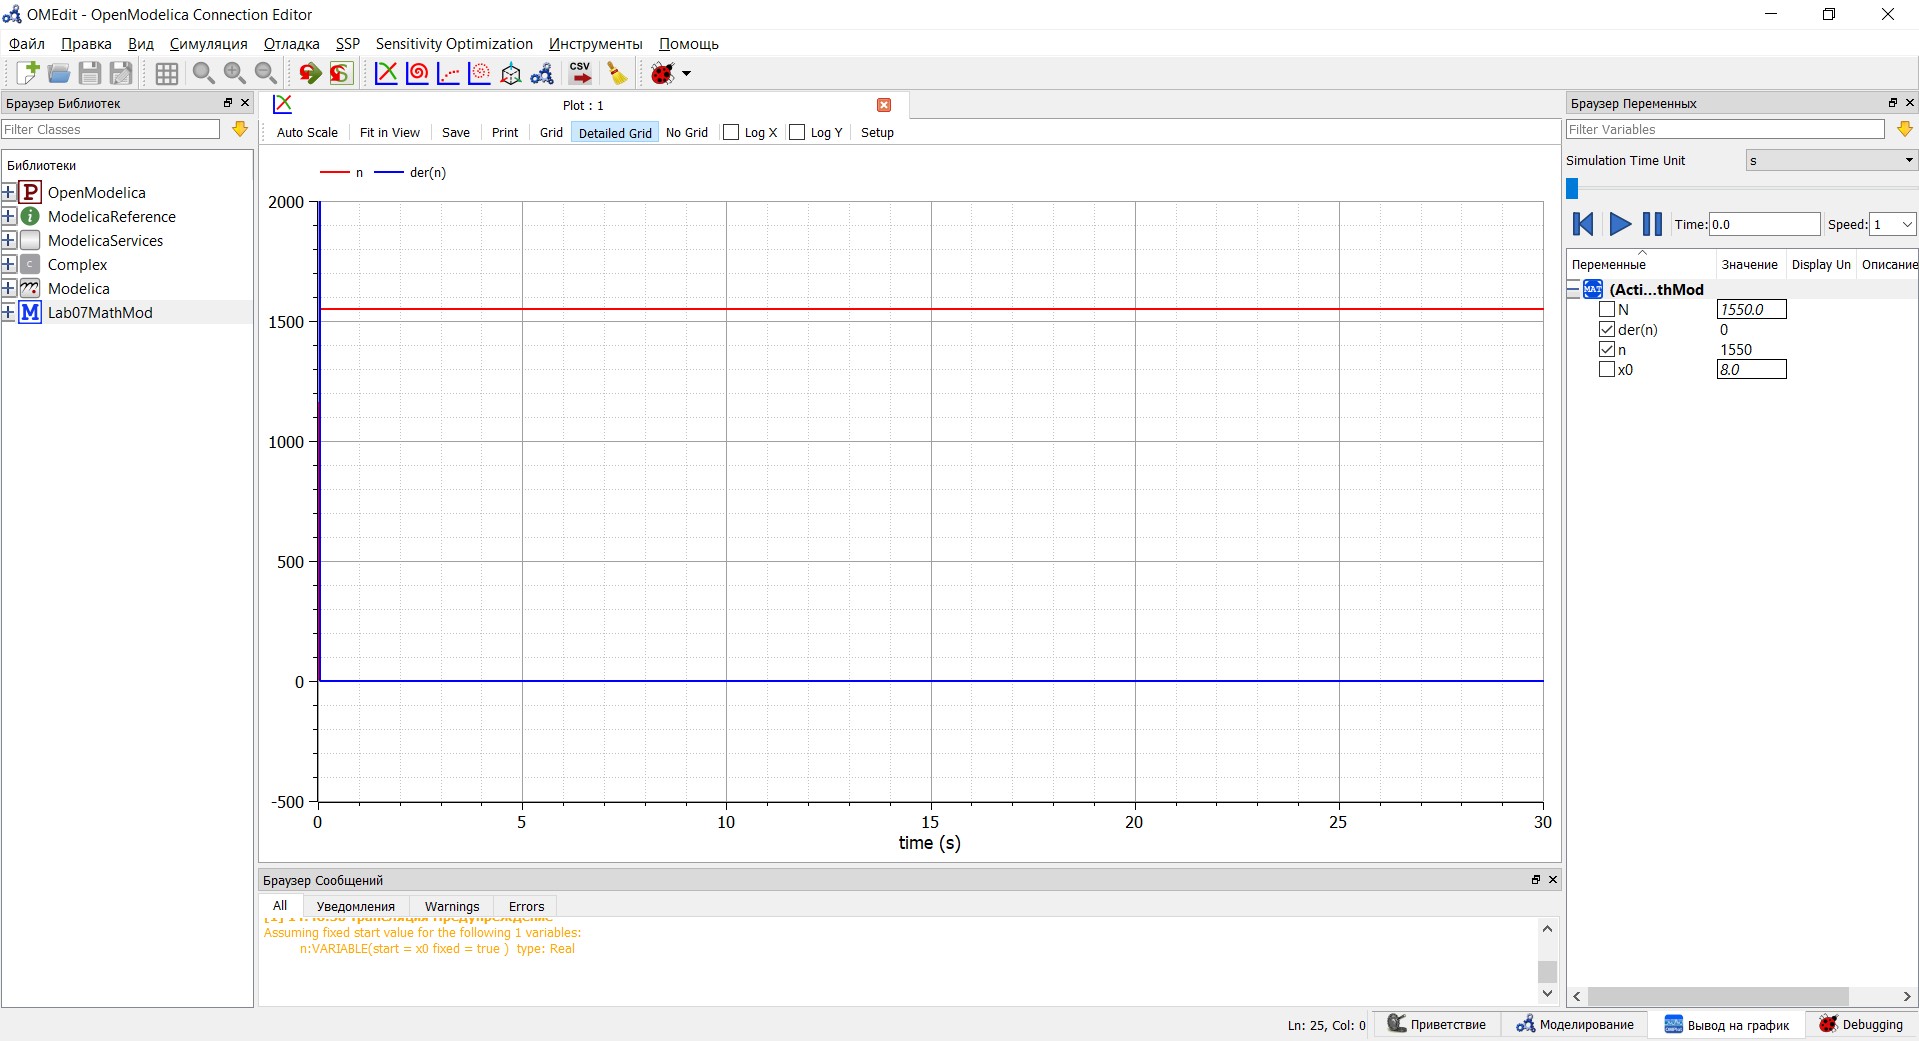 OMEdit - OpenModelica Connection Editor
Файл Правка Вид Симуляция Отладка SSP Sensitivity Optimization Инструменты Помощь
CSV
Браузер Библиотек
Filter Classes
Библиотеки
P OpenModelica
i ModelicaReference
ModelicaServices
C Complex
Modelica
M Lab07MathMod
Plot : 1
Auto Scale Fit in View Save Print Grid Detailed Grid No Grid Log X Log Y Setup
n der(n)
2000
1500
1000
500
0
-500
0 5 10 15 20 25 30
time (s)
Браузер Сообщений
All Уведомления Warnings Errors
Assuming fixed start value for the following 1 variables:
n:VARIABLE(start = x0 fixed = true ) type: Real
Браузер Переменных
Filter Variables
Simulation Time Unit s
Time: 0.0 Speed: 1
Переменные Значение Display Un Описание
MAT (Acti...thMod
N 1550.0
der(n) 0
n 1550
x0 8.0
Ln: 25, Col: 0 Приветствие Моделирование Вывод на график Debugging